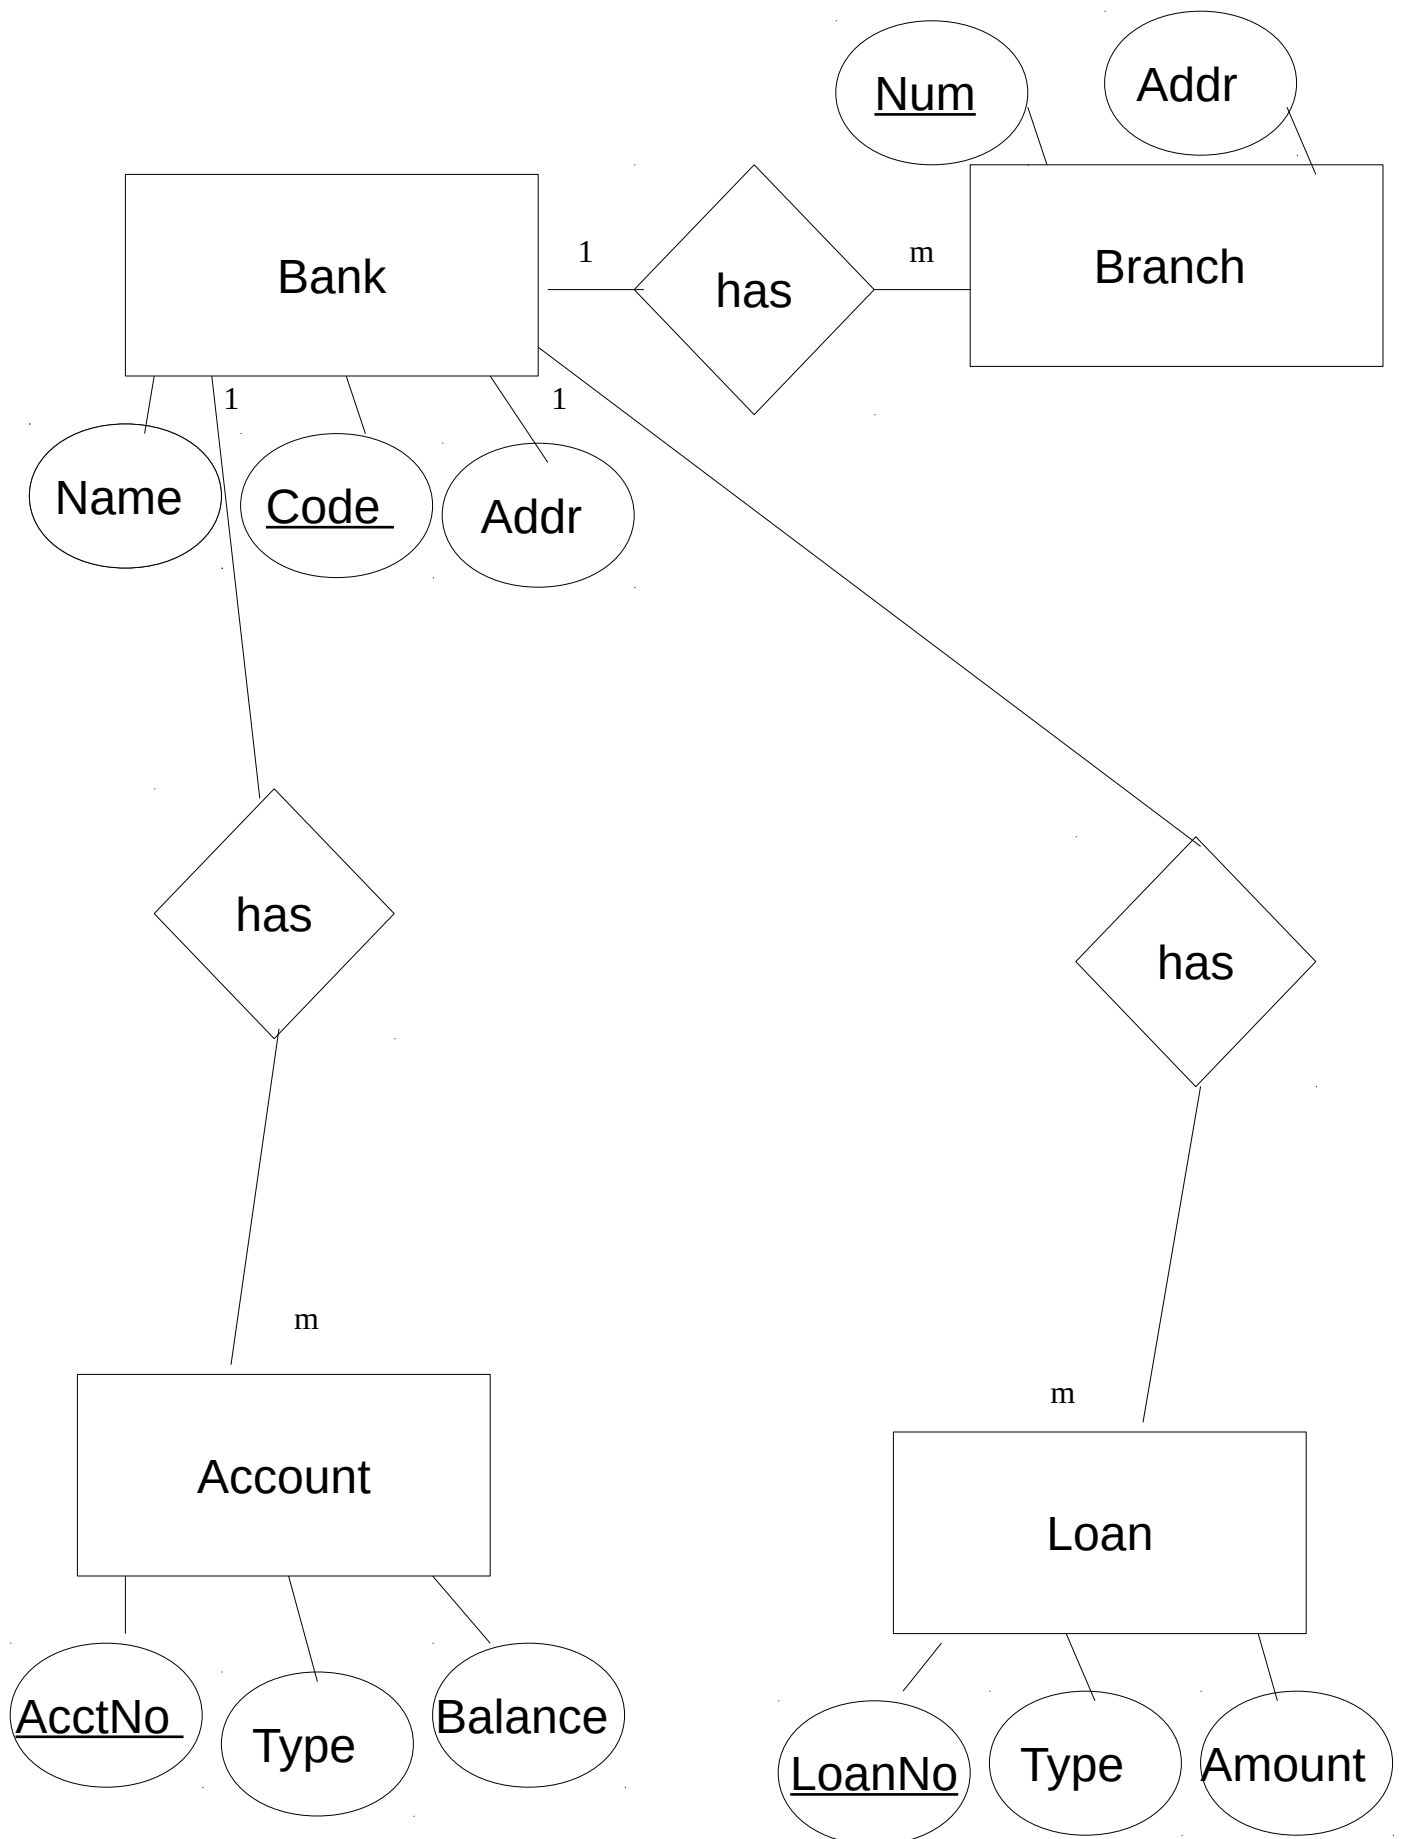 Num
Addr
Bank
1
has
m
Branch
1
1
Name
Code
Addr
has
has
m
m
Account
Loan
AcctNo
Type
Balance
LoanNo
Type
Amount